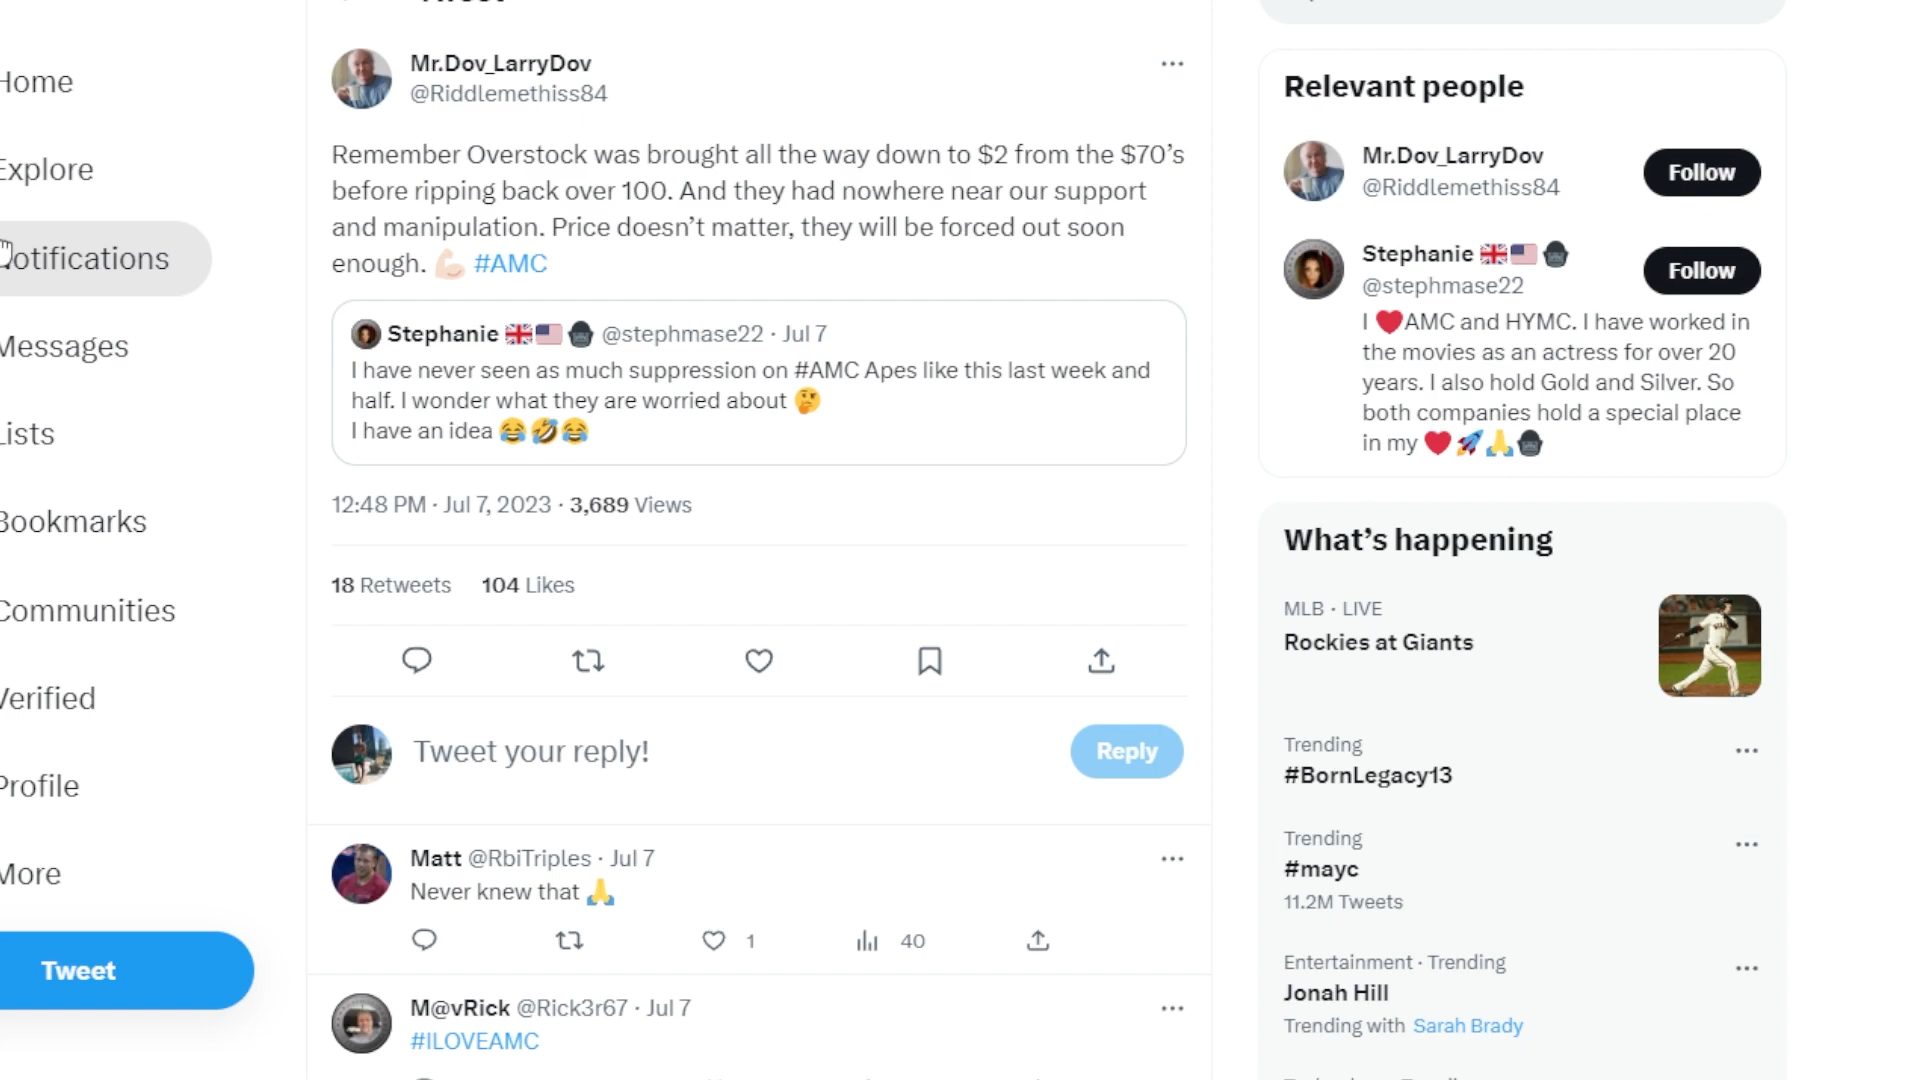 Home
Explore
Notifications
Messages
Lists
Bookmarks
Communities
Verified
Profile
More
Tweet
Mr.Dov_LarryDov
@Riddlemethiss84
Remember Overstock was brought all the way down to $2 from the $70's
before ripping back over 100. And they had nowhere near our support
and manipulation. Price doesn't matter, they will be forced out soon
enough. 💪🏻 #AMC
Stephanie 🇬🇧🇺🇸🦍 @stephmase22 · Jul 7
I have never seen as much suppression on #AMC Apes like this last week and
half. I wonder what they are worried about 🤔
I have an idea 😂🤣😂
12:48 PM · Jul 7, 2023 · 3,689 Views
18 Retweets 104 Likes
Tweet your reply!
Reply
Matt @RbiTriples · Jul 7
Never knew that 🙏
1 40
M@vRick @Rick3r67 · Jul 7
#ILOVEAMC
Relevant people
Mr.Dov_LarryDov
@Riddlemethiss84
Follow
Stephanie 🇬🇧🇺🇸🦍
@stephmase22
Follow
I ❤️AMC and HYMC. I have worked in
the movies as an actress for over 20
years. I also hold Gold and Silver. So
both companies hold a special place
in my ❤️🚀🙏🦍
What's happening
MLB · LIVE
Rockies at Giants
Trending
#BornLegacy13
Trending
#mayc
11.2M Tweets
Entertainment · Trending
Jonah Hill
Trending with Sarah Brady